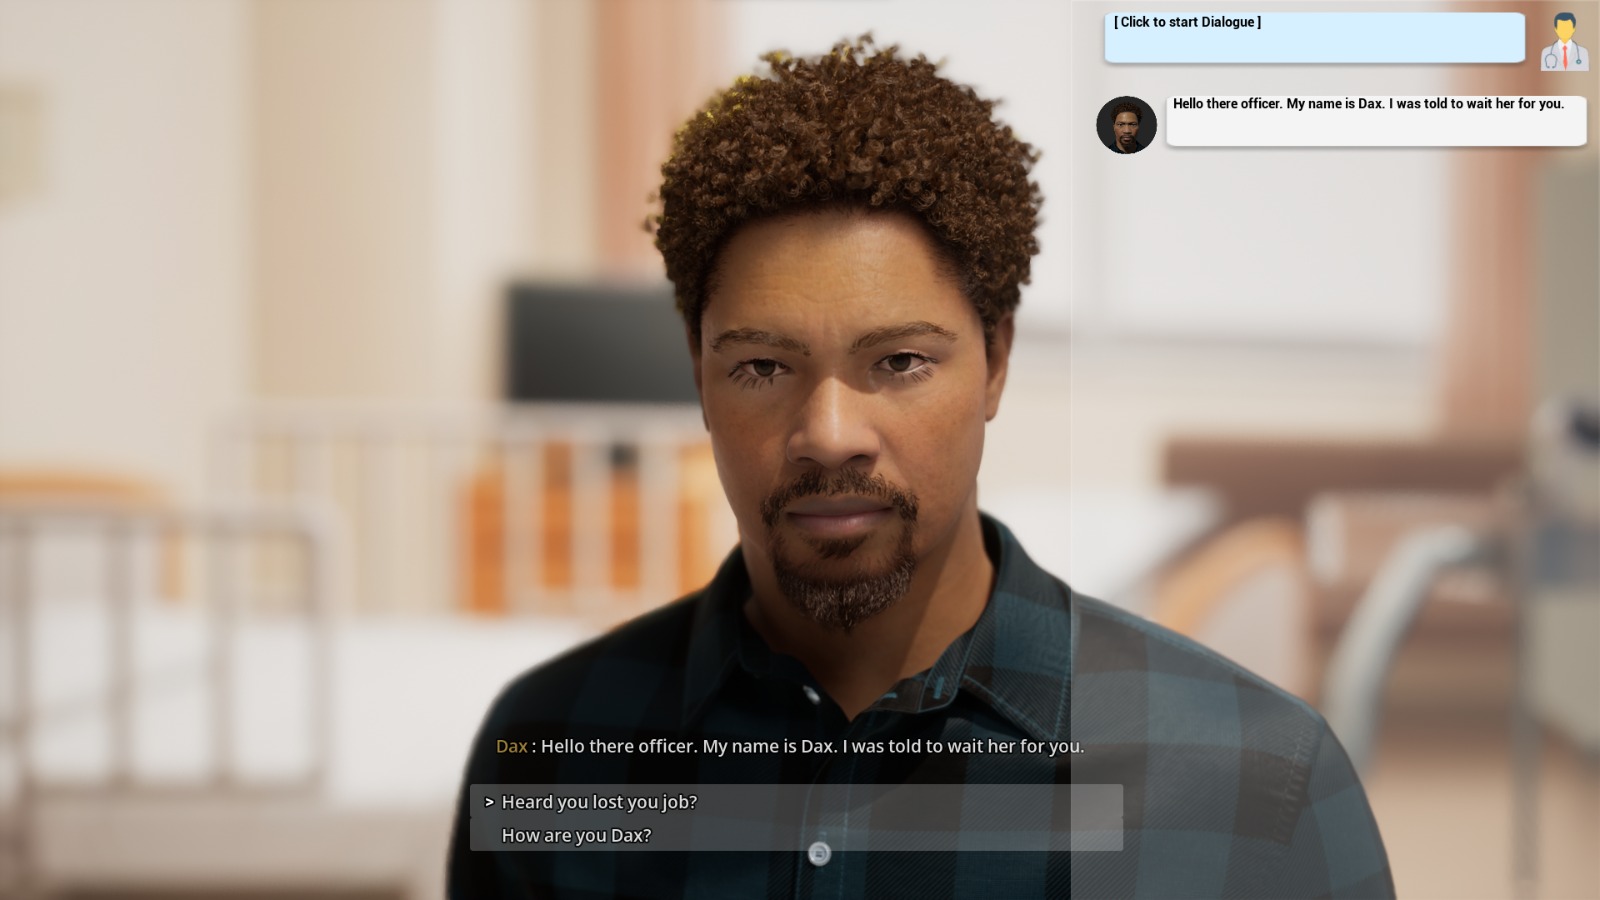 [ Click to start Dialogue ]
Hello there officer. My name is Dax. I was told to wait her for you.
Dax : Hello there officer. My name is Dax. I was told to wait her for you.
> Heard you lost you job?
How are you Dax?